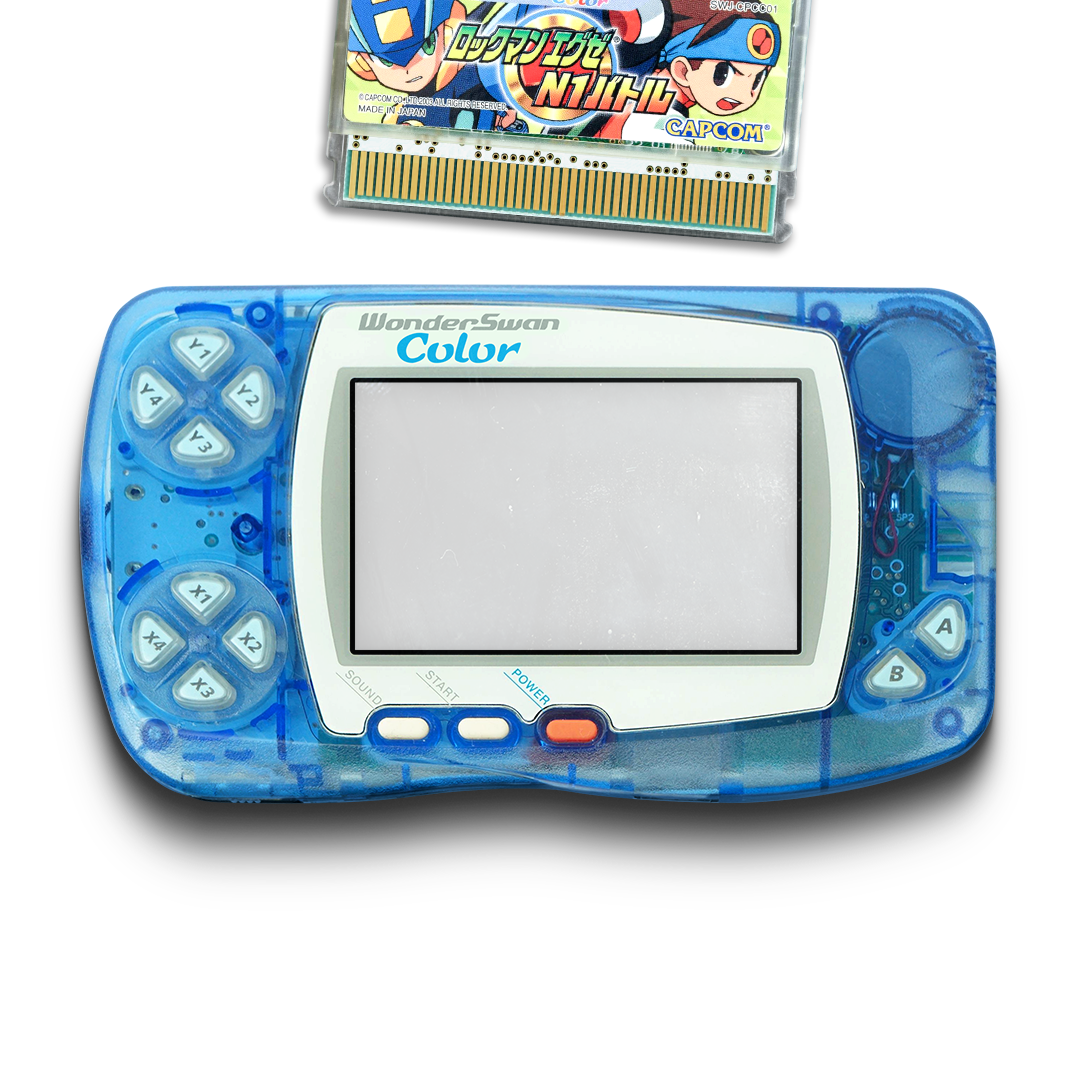 Color
SWJ-CPCC01
ロックマンエグゼ®
N1バトル
© CAPCOM CO., LTD. 2003 ALL RIGHTS RESERVED.
MADE IN JAPAN
CAPCOM®
WonderSwan
Color
Y1
Y4
Y2
Y3
SP2
X1
X4
X2
X3
A
B
SOUND
START
POWER